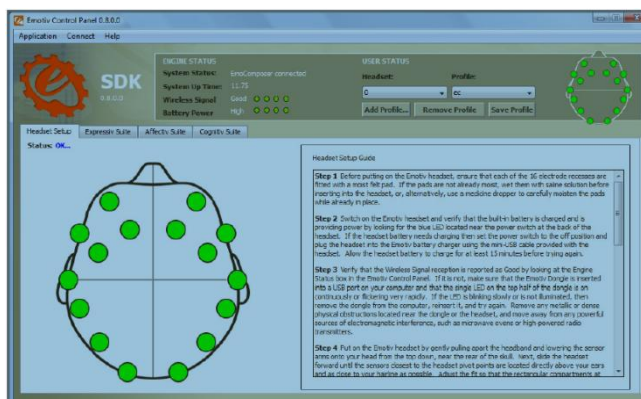 Emotiv Control Panel 0.8.0.0
Application Connect Help
SDK
0.8.0.0
ENGINE STATUS
System Status: EmoComposer connected
System Up Time: 11.75
Wireless Signal Good
Battery Power High
USER STATUS
Headset: Profile:
0 cc
Add Profile... Remove Profile Save Profile
Headset Setup Expressiv Suite Affectiv Suite Cognitiv Suite
Status: OK...
Headset Setup Guide
Step 1 Before putting on the Emotiv headset, ensure that each of the 16 electrode recesses are
fitted with a moist felt pad. If the pads are not already moist, wet them with saline solution before
inserting into the headset, or, alternatively, use a medicine dropper to carefully moisten the pads
while already in place.
Step 2 Switch on the Emotiv headset and verify that the built-in battery is charged and is
providing power by looking for the blue LED located near the power switch at the back of the
headset. If the headset battery needs charging then set the power switch to the off position and
plug the headset into the Emotiv battery charger using the mini-USB cable provided with the
headset. Allow the headset battery to charge for at least 15 minutes before trying again.
Step 3 Verify that the Wireless Signal reception is reported as Good by looking at the Engine
Status box in the Emotiv Control Panel. If it is not, make sure that the Emotiv Dongle is inserted
into a USB port on your computer and that the single LED on the top half of the dongle is on
continuously or flickering very rapidly. If the LED is blinking slowly or is not illuminated, then
remove the dongle from the computer, reinsert it, and try again. Remove any metallic or dense
physical obstructions located near the dongle or the headset, and move away from any powerful
sources of electromagnetic interference, such as microwave ovens or high-powered radio
transmitters.
Step 4 Put on the Emotiv headset by gently pulling apart the headband and lowering the sensor
arms onto your head from the top down, near the rear of the skull. Next, slide the headset
forward until the sensors closest to the headset pivot points are located directly above your ears
and as close to your hairline as possible. Adjust the fit so that the rectangular compartments at